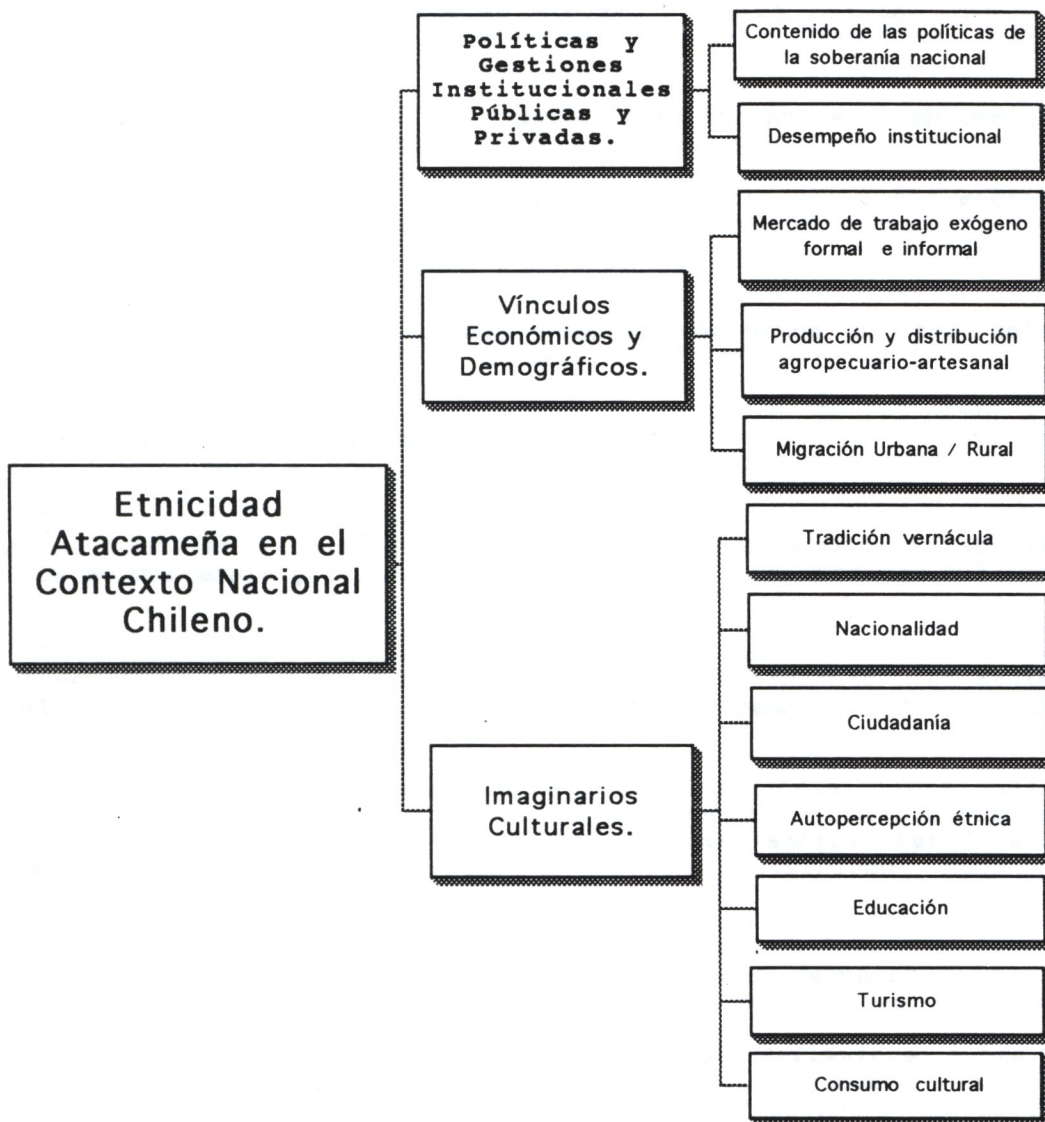 Etnicidad
Atacameña en el
Contexto Nacional
Chileno.
Políticas y
Gestiones
Institucionales
Públicas y
Privadas.
Contenido de las políticas de
la soberanía nacional
Desempeño institucional
Vínculos
Económicos y
Demográficos.
Mercado de trabajo exógeno
formal e informal
Producción y distribución
agropecuario-artesanal
Migración Urbana / Rural
Imaginarios
Culturales.
Tradición vernácula
Nacionalidad
Ciudadanía
Autopercepción étnica
Educación
Turismo
Consumo cultural